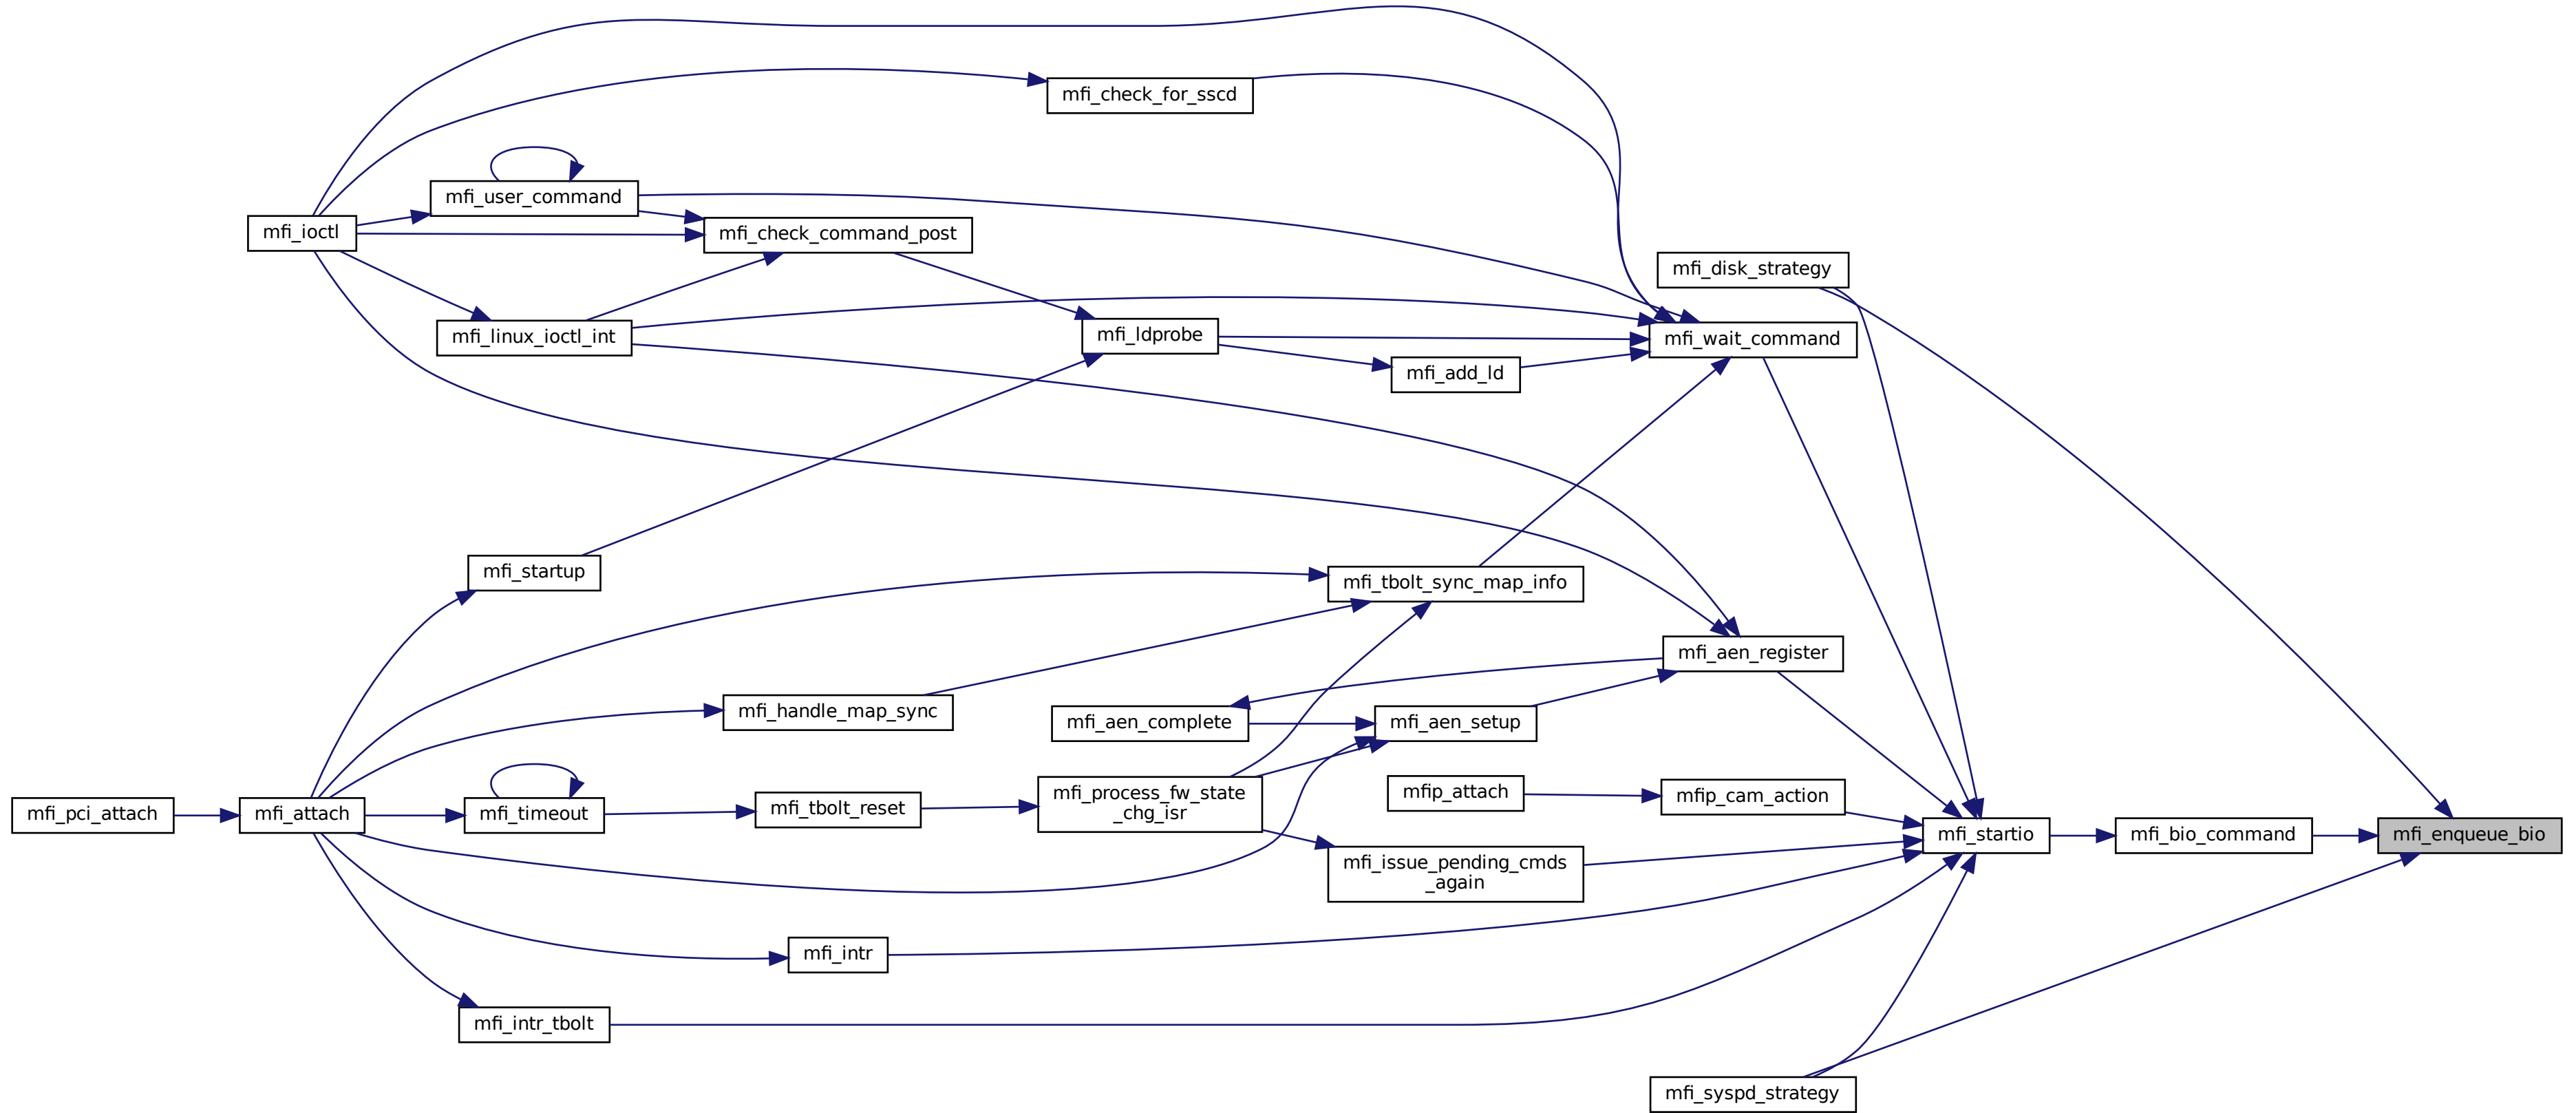 mfi_check_for_sscd
mfi_user_command
mfi_ioctl
mfi_check_command_post
mfi_disk_strategy
mfi_linux_ioctl_int
mfi_ldprobe
mfi_wait_command
mfi_add_ld
mfi_startup
mfi_tbolt_sync_map_info
mfi_aen_register
mfi_handle_map_sync
mfi_aen_complete
mfi_aen_setup
mfi_pci_attach
mfi_attach
mfi_timeout
mfi_tbolt_reset
mfi_process_fw_state
_chg_isr
mfip_attach
mfip_cam_action
mfi_startio
mfi_bio_command
mfi_enqueue_bio
mfi_issue_pending_cmds
_again
mfi_intr
mfi_intr_tbolt
mfi_syspd_strategy